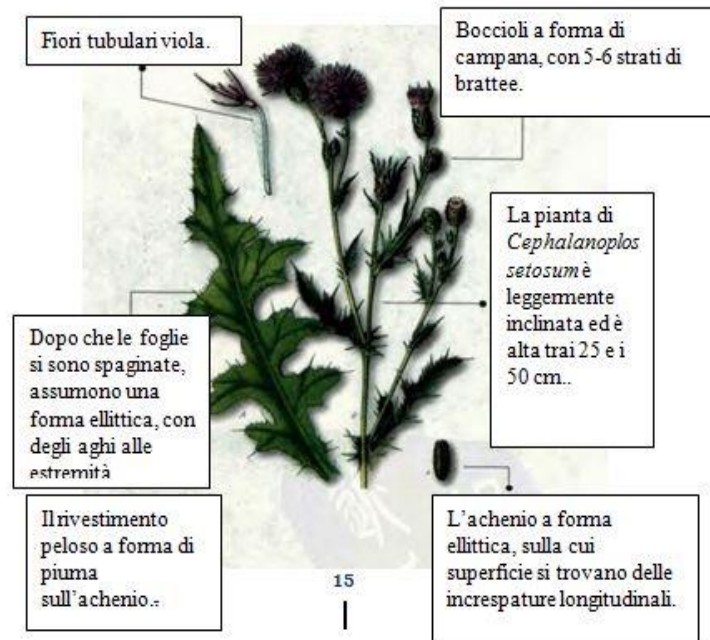 Fiori tubulari viola.
Boccioli a forma di
campana, con 5-6 strati di
brattee.
La pianta di
Cephalanoplos
setosum è
leggermente
inclinata ed è
alta trai 25 e i
50 cm..
Dopo che le foglie
si sono spaginate,
assumono una
forma ellittica, con
degli aghi alle
estremità
Il rivestimento
peloso a forma di
piuma
sull'achenio..
L'achenio a forma
ellittica, sulla cui
superficie si trovano delle
increspature longitudinali.
15